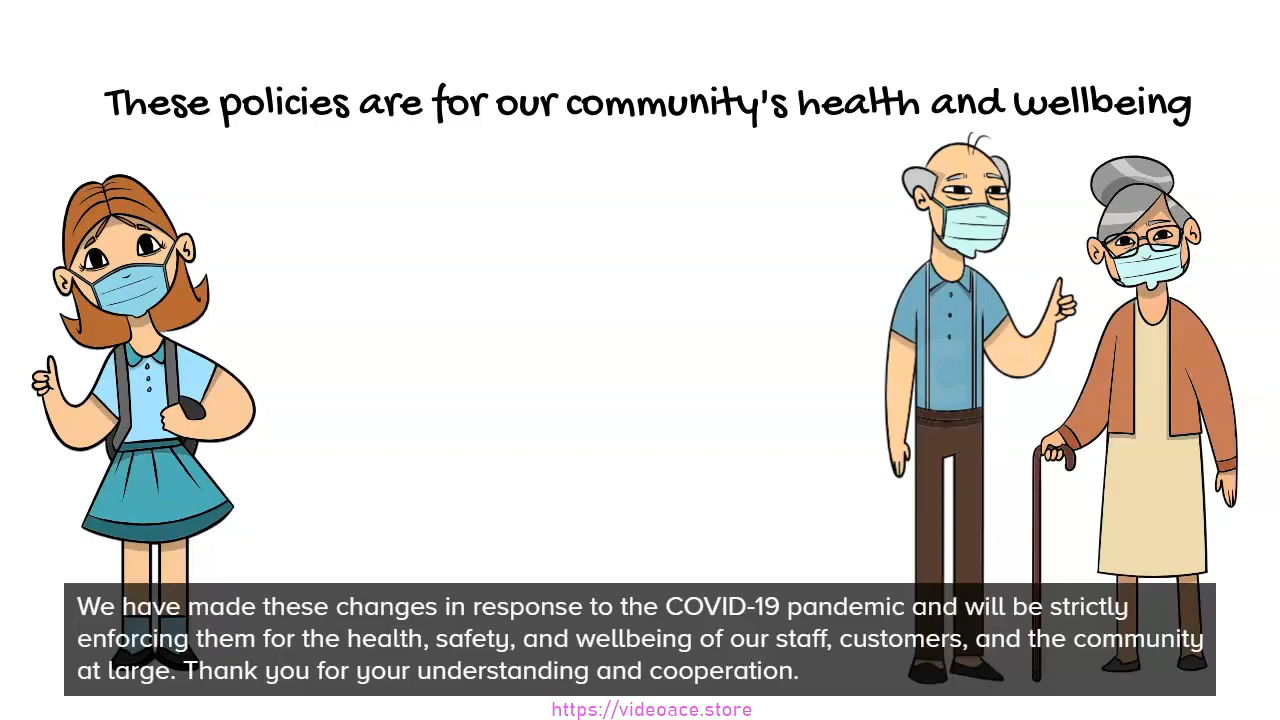 These policies are for our community's health and wellbeing
We have made these changes in response to the COVID-19 pandemic and will be strictly
enforcing them for the health, safety, and wellbeing of our staff, customers, and the community
at large. Thank you for your understanding and cooperation.
https://videoace.store